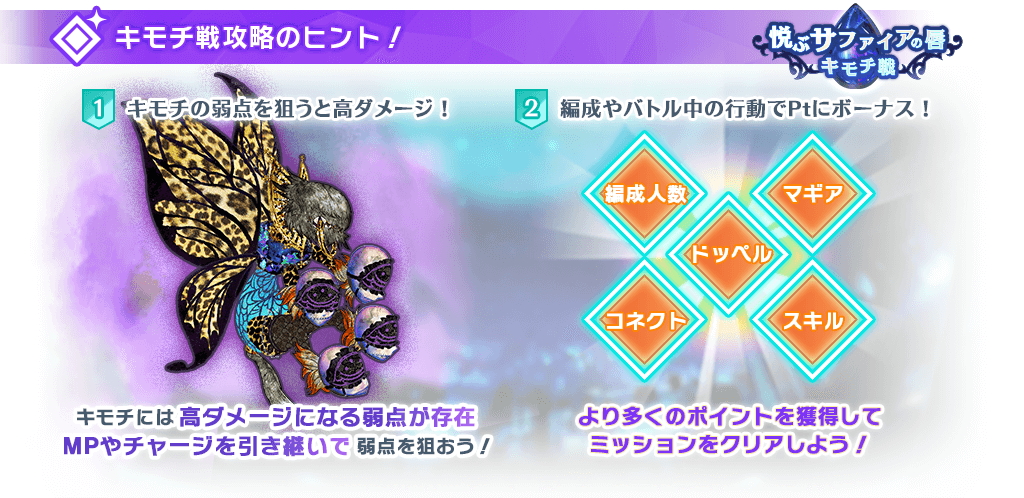 キモチ戦攻略のヒント！
悦ぶサファイアの唇
キモチ戦
1 キモチの弱点を狙うと高ダメージ！
2 編成やバトル中の行動でPtにボーナス！
編成人数
マギア
ドッペル
コネクト
スキル
キモチには高ダメージになる弱点が存在
MPやチャージを引き継いで弱点を狙おう！
より多くのポイントを獲得して
ミッションをクリアしよう！